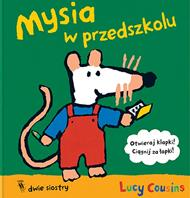 Mysia
w przedszkolu
Otwieraj klapki!
Ciągnij za łapki!
dwie siostry
Lucy Cousins